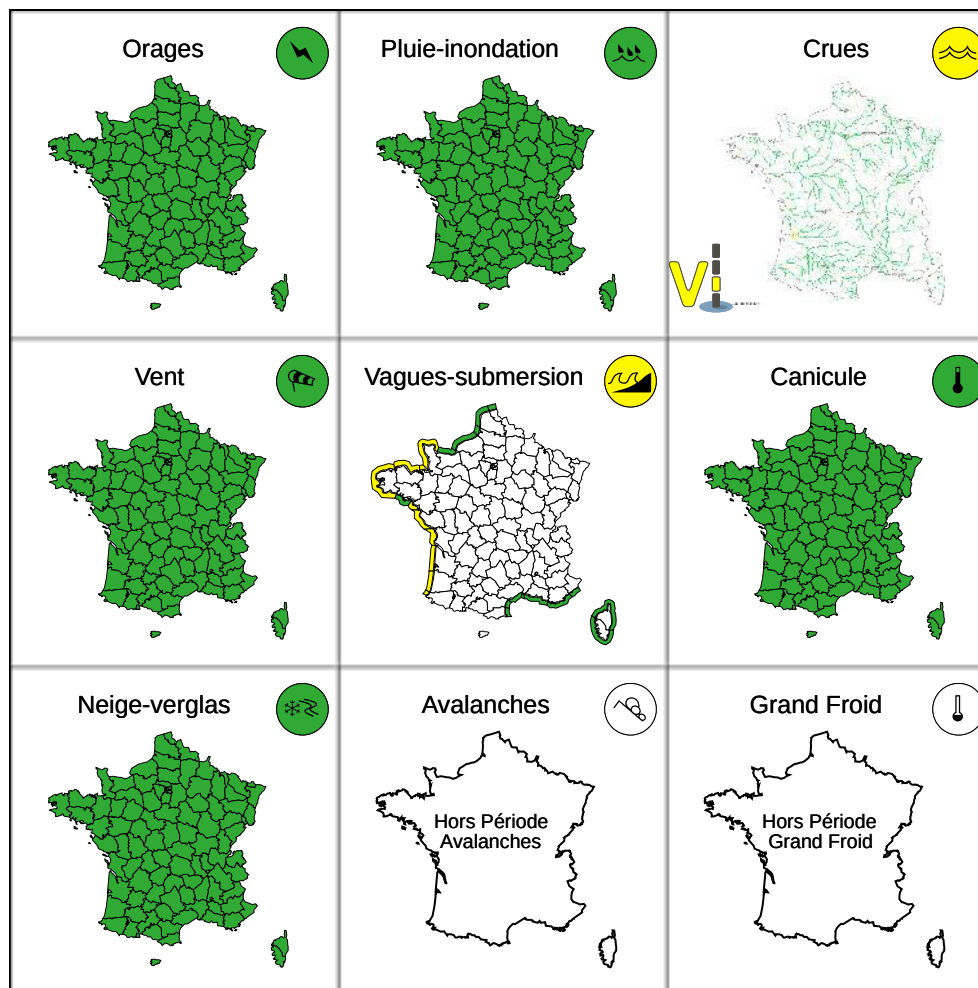 Orages
Pluie-inondation
Crues
Vi
Vent
Vagues-submersion
Canicule
Neige-verglas
Avalanches
Grand Froid
Hors Période
Avalanches
Hors Période
Grand Froid